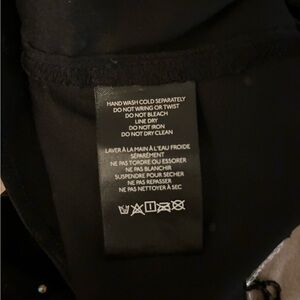 HAND WASH COLD SEPARATELY
DO NOT WRING OR TWIST
DO NOT BLEACH
LINE DRY
DO NOT IRON
DO NOT DRY CLEAN
LAVER À LA MAIN À L'EAU FROIDE
SÉPARÉMENT
NE PAS TORDRE OU ESSORER
NE PAS BLANCHIR
SUSPENDRE POUR SÉCHER
NE PAS REPASSER
NE PAS NETTOYER À SEC